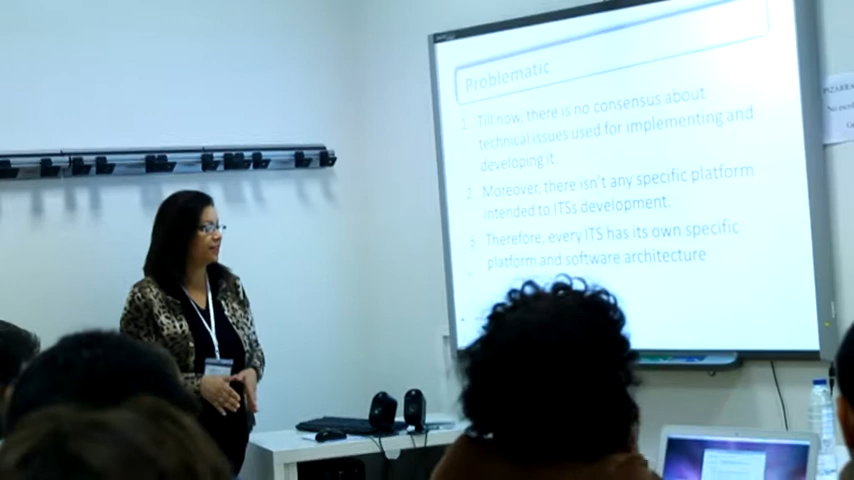 Problematic
1. Till now, there is no consensus about
technical issues used for implementing and
developing it.
2. Moreover, there isn't any specific platform
intended to ITSs development.
3. Therefore, every ITS has its own specific
platform and software architecture
PIZARRA